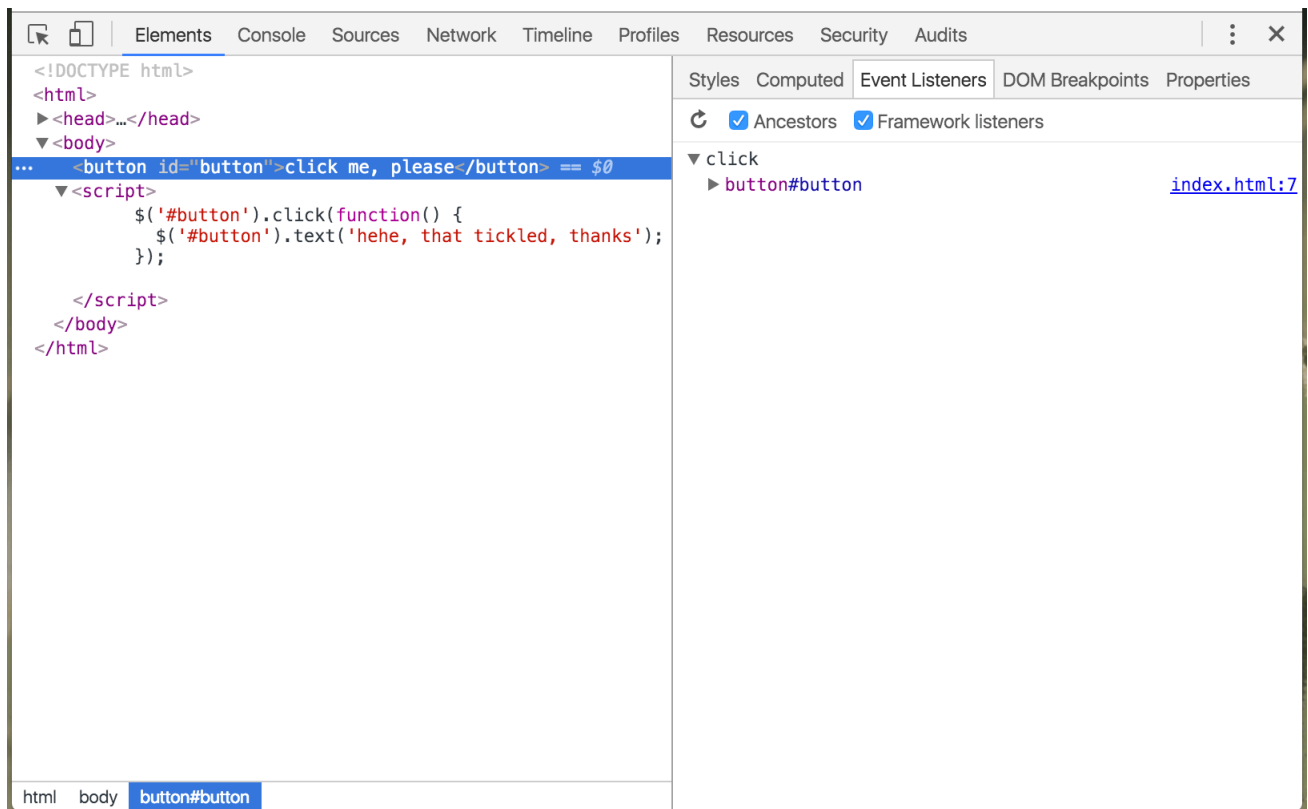 Elements Console Sources Network Timeline Profiles Resources Security Audits
<!DOCTYPE html>
<html>
<head>…</head>
<body>
<button id="button">click me, please</button> == $0
<script>
$('#button').click(function() {
$('#button').text('hehe, that tickled, thanks');
});
</script>
</body>
</html>
html body button#button
Styles Computed Event Listeners DOM Breakpoints Properties
Ancestors Framework listeners
click
button#button index.html:7